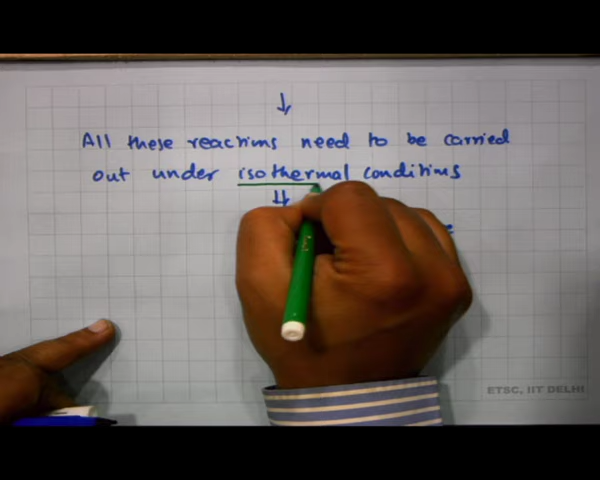 ↓
All these reactions need to be carried
out under isothermal conditions
⇓
ETSC, IIT DELHI